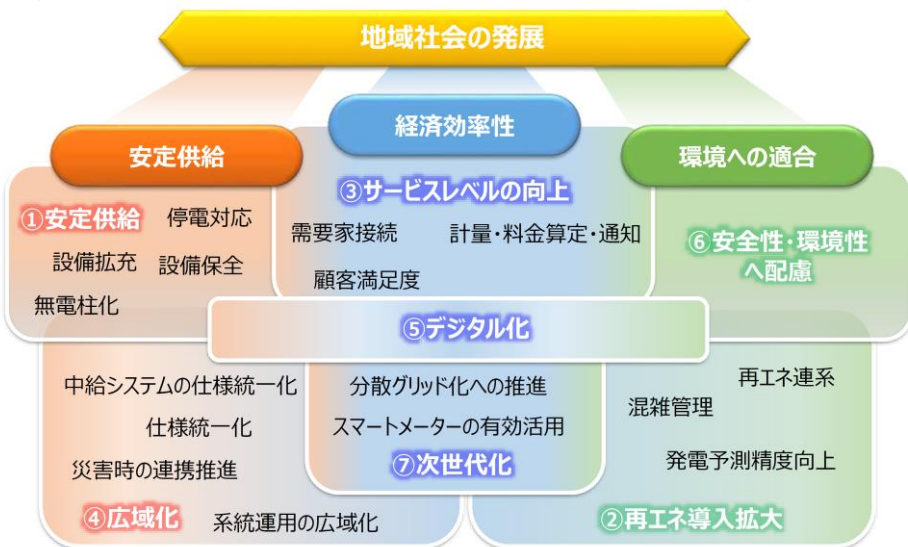 地域社会の発展
安定供給
経済効率性
環境への適合
①安定供給
停電対応
設備拡充
設備保全
無電柱化
③サービスレベルの向上
需要家接続
計量・料金算定・通知
顧客満足度
⑥安全性・環境性
へ配慮
⑤デジタル化
中給システムの仕様統一化
仕様統一化
災害時の連携推進
④広域化
系統運用の広域化
分散グリッド化への推進
スマートメーターの有効活用
⑦次世代化
再エネ連系
混雑管理
発電予測精度向上
②再エネ導入拡大